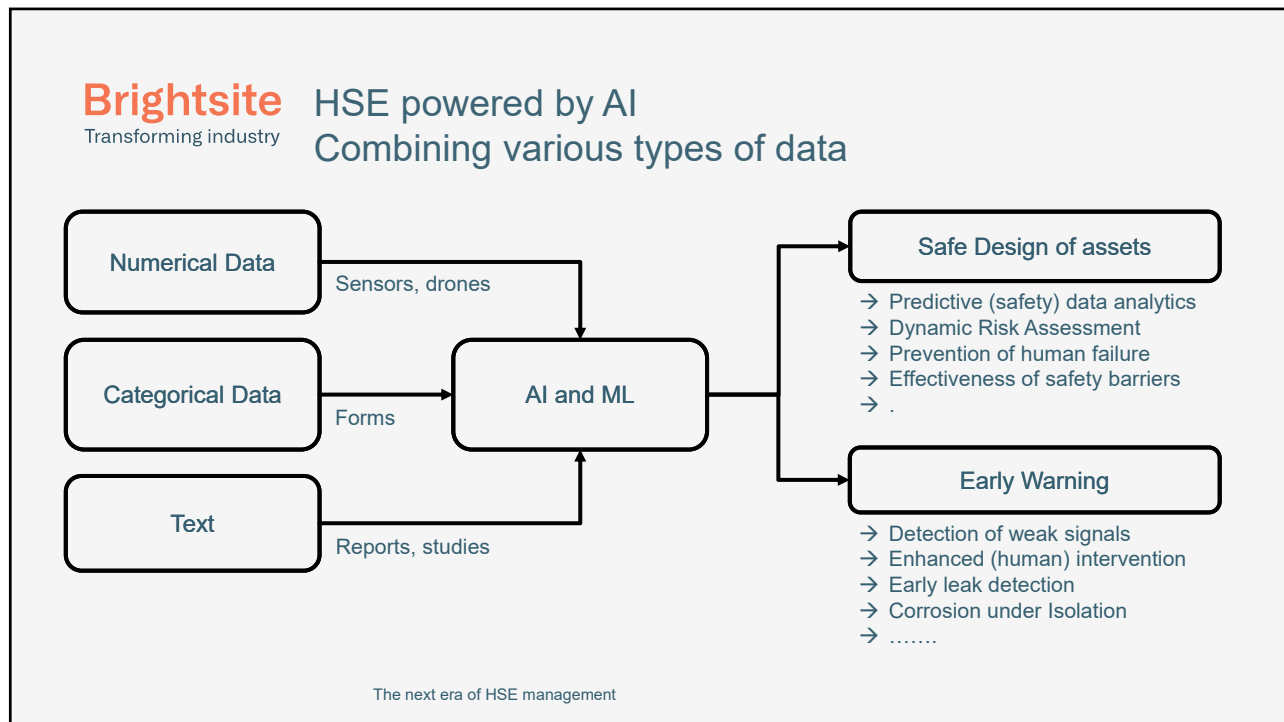 Brightsite
Transforming industry
HSE powered by AI
Combining various types of data
Numerical Data
Sensors, drones
Categorical Data
Forms
Text
Reports, studies
AI and ML
Safe Design of assets
→ Predictive (safety) data analytics
→ Dynamic Risk Assessment
→ Prevention of human failure
→ Effectiveness of safety barriers
→ .
Early Warning
→ Detection of weak signals
→ Enhanced (human) intervention
→ Early leak detection
→ Corrosion under Isolation
→ …….
The next era of HSE management